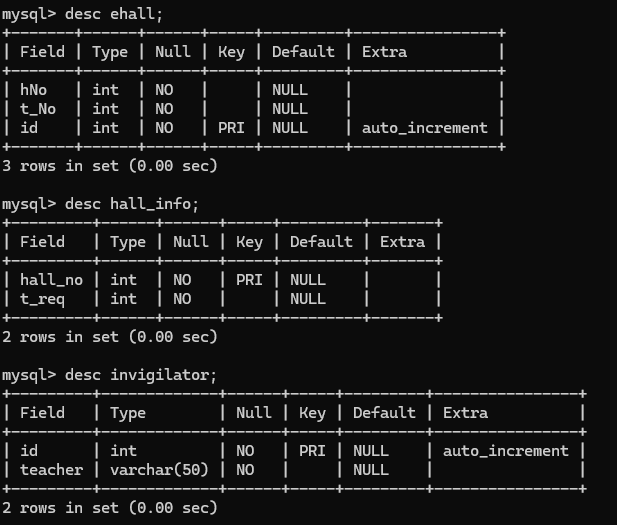 mysql> desc ehall;
+-------+------+------+-----+---------+----------------+
| Field | Type | Null | Key | Default | Extra          |
+-------+------+------+-----+---------+----------------+
| hNo   | int  | NO   |     | NULL    |                |
| t_No  | int  | NO   |     | NULL    |                |
| id    | int  | NO   | PRI | NULL    | auto_increment |
+-------+------+------+-----+---------+----------------+
3 rows in set (0.00 sec)

mysql> desc hall_info;
+---------+------+------+-----+---------+-------+
| Field   | Type | Null | Key | Default | Extra |
+---------+------+------+-----+---------+-------+
| hall_no | int  | NO   | PRI | NULL    |       |
| t_req   | int  | NO   |     | NULL    |       |
+---------+------+------+-----+---------+-------+
2 rows in set (0.00 sec)

mysql> desc invigilator;
+---------+-------------+------+-----+---------+----------------+
| Field   | Type        | Null | Key | Default | Extra          |
+---------+-------------+------+-----+---------+----------------+
| id      | int         | NO   | PRI | NULL    | auto_increment |
| teacher | varchar(50) | NO   |     | NULL    |                |
+---------+-------------+------+-----+---------+----------------+
2 rows in set (0.00 sec)